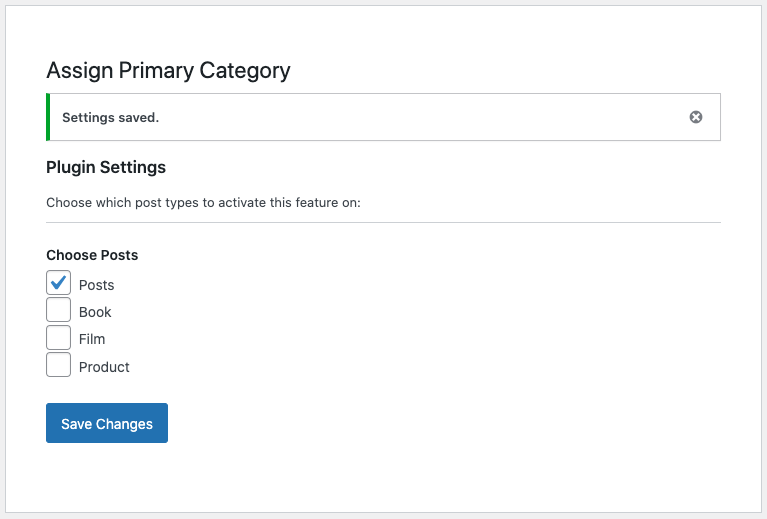 Assign Primary Category
Settings saved.
Plugin Settings
Choose which post types to activate this feature on:
Choose Posts
Posts
Book
Film
Product
Save Changes